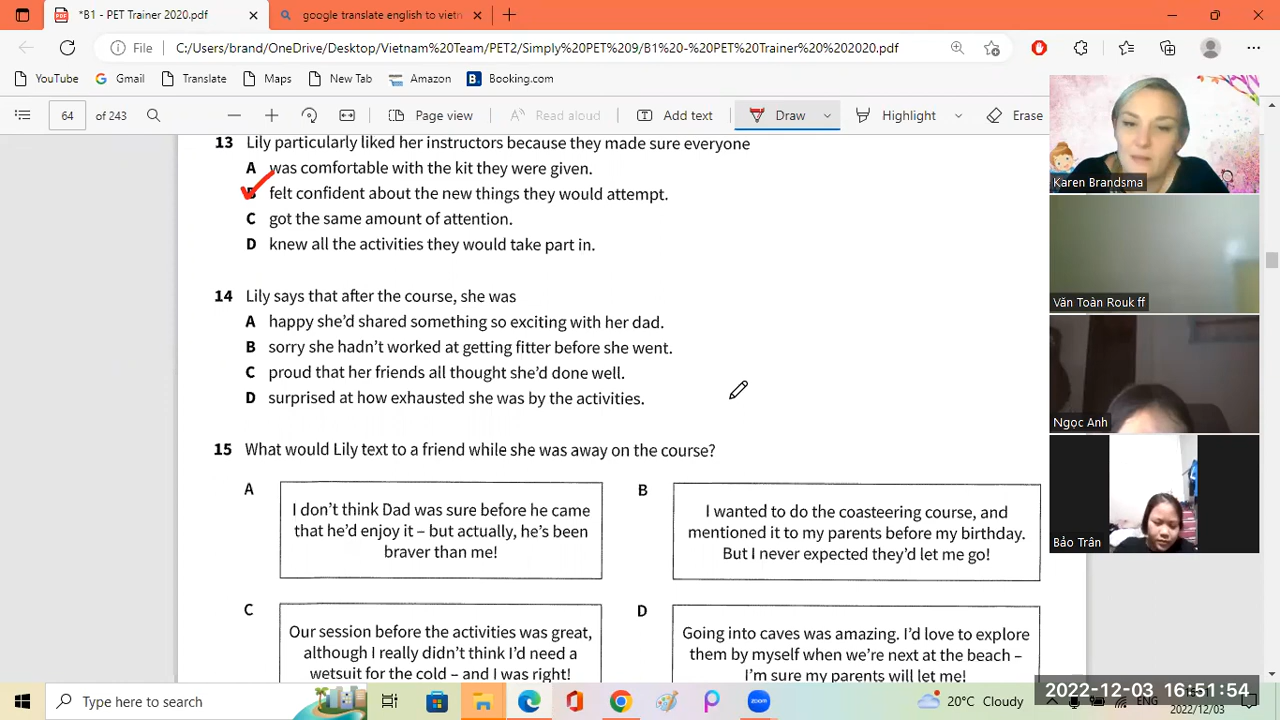 *B1 - PET Trainer 2020.pdf
google translate english to vietn
File
C:/Users/brand/OneDrive/Desktop/Vietnam%20Team/PET2/Simply%20PET%209/B1%20-%20PET%20Trainer%20%202020.pdf
YouTube
Gmail
Translate
Maps
New Tab
Amazon
Booking.com
64
of 243
Page view
Read aloud
Add text
Draw
Highlight
Erase
13 Lily particularly liked her instructors because they made sure everyone
A was comfortable with the kit they were given.
B felt confident about the new things they would attempt.
C got the same amount of attention.
D knew all the activities they would take part in.
14 Lily says that after the course, she was
A happy she'd shared something so exciting with her dad.
B sorry she hadn't worked at getting fitter before she went.
C proud that her friends all thought she'd done well.
D surprised at how exhausted she was by the activities.
15 What would Lily text to a friend while she was away on the course?
A
I don't think Dad was sure before he came
that he'd enjoy it – but actually, he's been
braver than me!
B
I wanted to do the coasteering course, and
mentioned it to my parents before my birthday.
But I never expected they'd let me go!
C
Our session before the activities was great,
although I really didn't think I'd need a
wetsuit for the cold – and I was right!
D
Going into caves was amazing. I'd love to explore
them by myself when we're next at the beach –
I'm sure my parents will let me!
Karen Brandsma
Văn Toàn Rouk ff
Ngọc Anh
Bảo Trân
Type here to search
zoom
20°C Cloudy
ENG
2022-12-03 16:51:54
2022/12/03